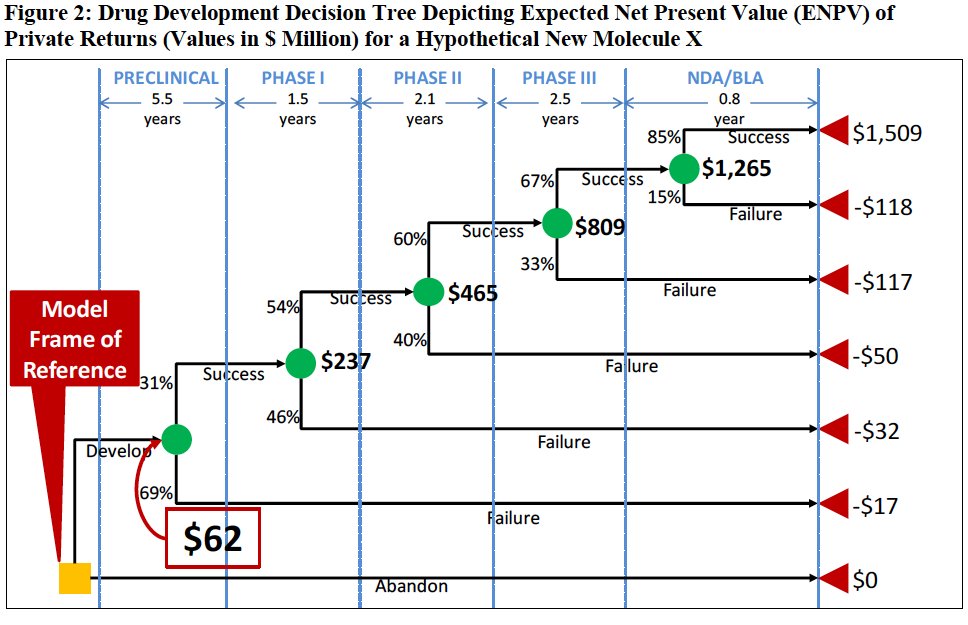 Figure 2: Drug Development Decision Tree Depicting Expected Net Present Value (ENPV) of
Private Returns (Values in $ Million) for a Hypothetical New Molecule X
PRECLINICAL
PHASE I
PHASE II
PHASE III
NDA/BLA
5.5
years
1.5
years
2.1
years
2.5
years
0.8
year
85%
Success
$1,509
$1,265
15%
Failure
-$118
67%
Success
$809
33%
Failure
-$117
60%
Success
$465
40%
Failure
-$50
54%
Success
$237
46%
Failure
-$32
Model
Frame of
Reference
31%
Success
Develop
69%
Failure
-$17
$62
Abandon
$0